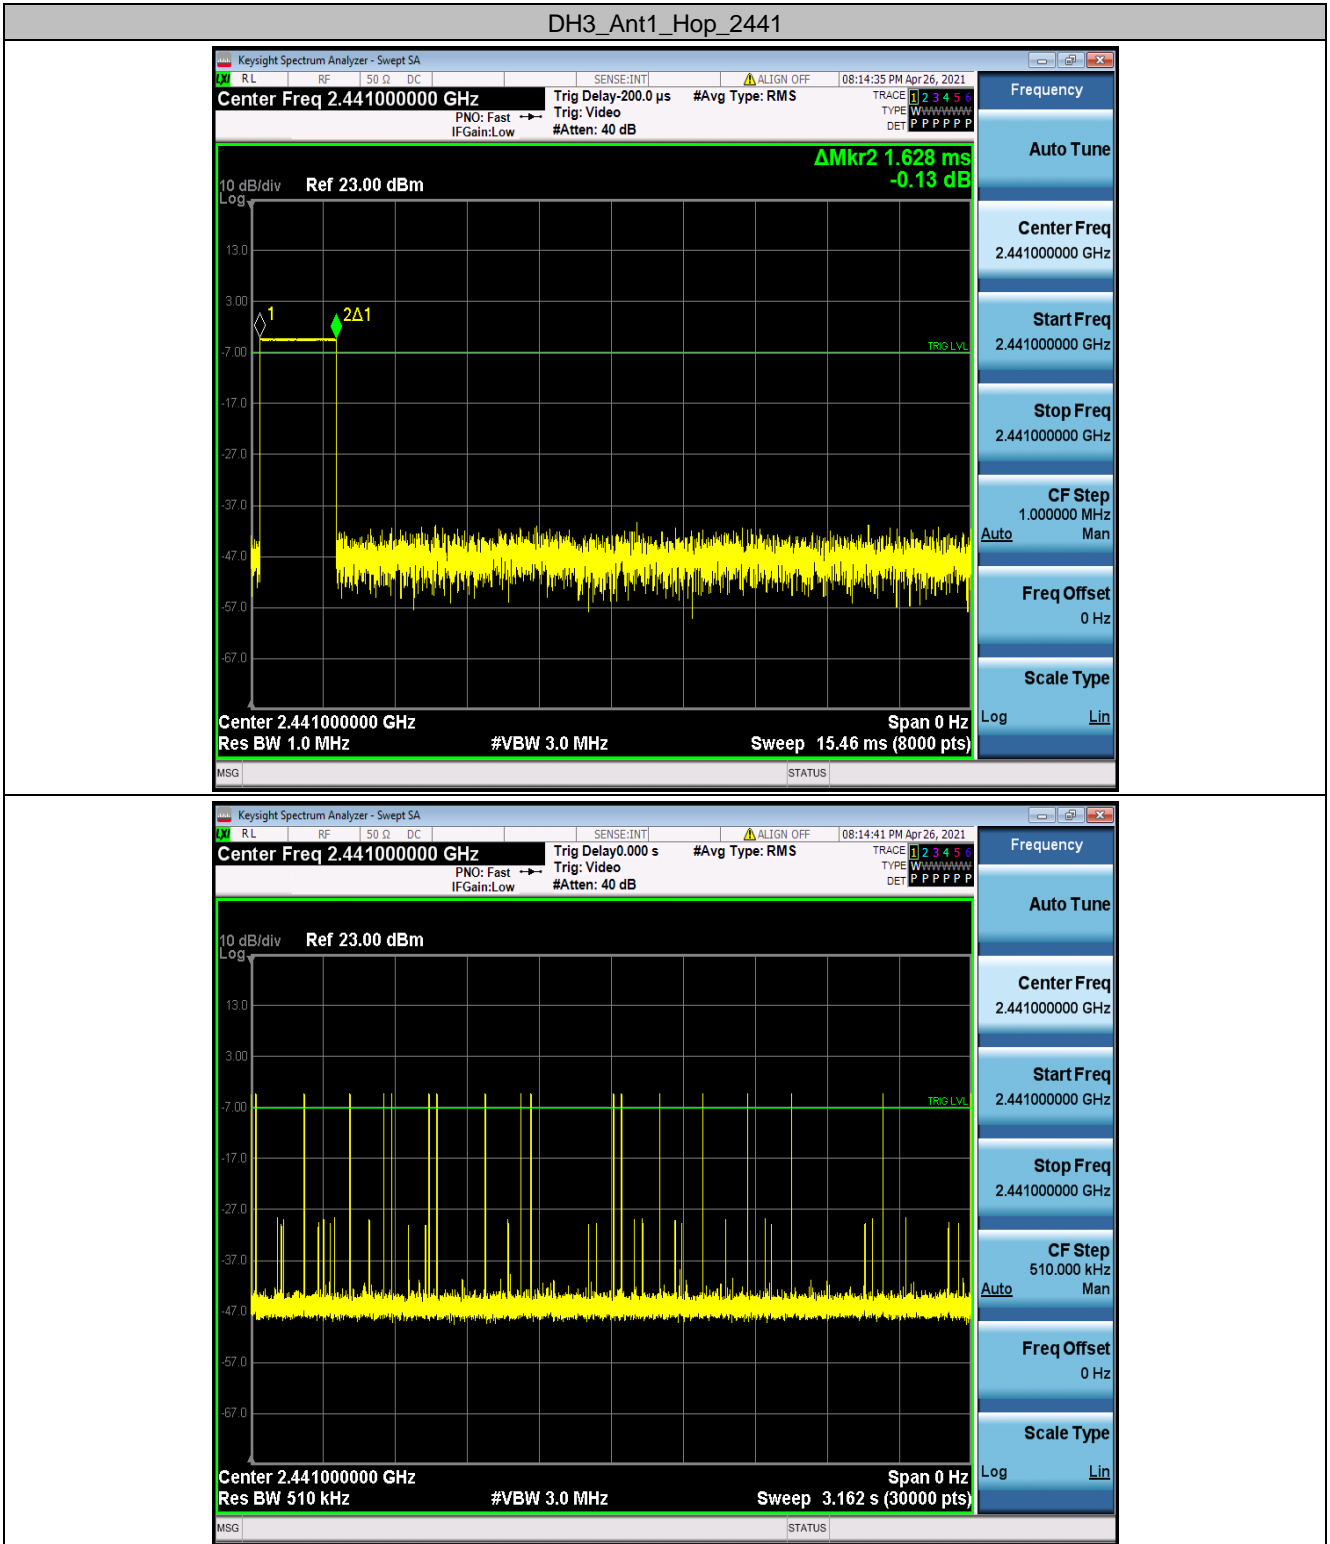 DH3_Ant1_Hop_2441
Keysight Spectrum Analyzer - Swept SA
LXI RL RF 50 Ω DC SENSE:INT ALIGN OFF 08:14:35 PM Apr 26, 2021
Center Freq 2.441000000 GHz
PNO: Fast
IFGain:Low
Trig Delay-200.0 µs
Trig: Video
#Atten: 40 dB
#Avg Type: RMS
TRACE 1 2 3 4 5 6
TYPE WWWWWW
DET P P P P P P
ΔMkr2 1.628 ms
-0.13 dB
10 dB/div Ref 23.00 dBm
Log
13.0
3.00
1 2Δ1
-7.00
TRIG LVL
-17.0
-27.0
-37.0
-47.0
-57.0
-67.0
Center 2.441000000 GHz Span 0 Hz
Res BW 1.0 MHz #VBW 3.0 MHz Sweep 15.46 ms (8000 pts)
MSG STATUS
Frequency
Auto Tune
Center Freq
2.441000000 GHz
Start Freq
2.441000000 GHz
Stop Freq
2.441000000 GHz
CF Step
1.000000 MHz
Auto Man
Freq Offset
0 Hz
Scale Type
Log Lin
Keysight Spectrum Analyzer - Swept SA
LXI RL RF 50 Ω DC SENSE:INT ALIGN OFF 08:14:41 PM Apr 26, 2021
Center Freq 2.441000000 GHz
PNO: Fast
IFGain:Low
Trig Delay0.000 s
Trig: Video
#Atten: 40 dB
#Avg Type: RMS
TRACE 1 2 3 4 5 6
TYPE WWWWWW
DET P P P P P P
10 dB/div Ref 23.00 dBm
Log
13.0
3.00
-7.00
TRIG LVL
-17.0
-27.0
-37.0
-47.0
-57.0
-67.0
Center 2.441000000 GHz Span 0 Hz
Res BW 510 kHz #VBW 3.0 MHz Sweep 3.162 s (30000 pts)
MSG STATUS
Frequency
Auto Tune
Center Freq
2.441000000 GHz
Start Freq
2.441000000 GHz
Stop Freq
2.441000000 GHz
CF Step
510.000 kHz
Auto Man
Freq Offset
0 Hz
Scale Type
Log Lin